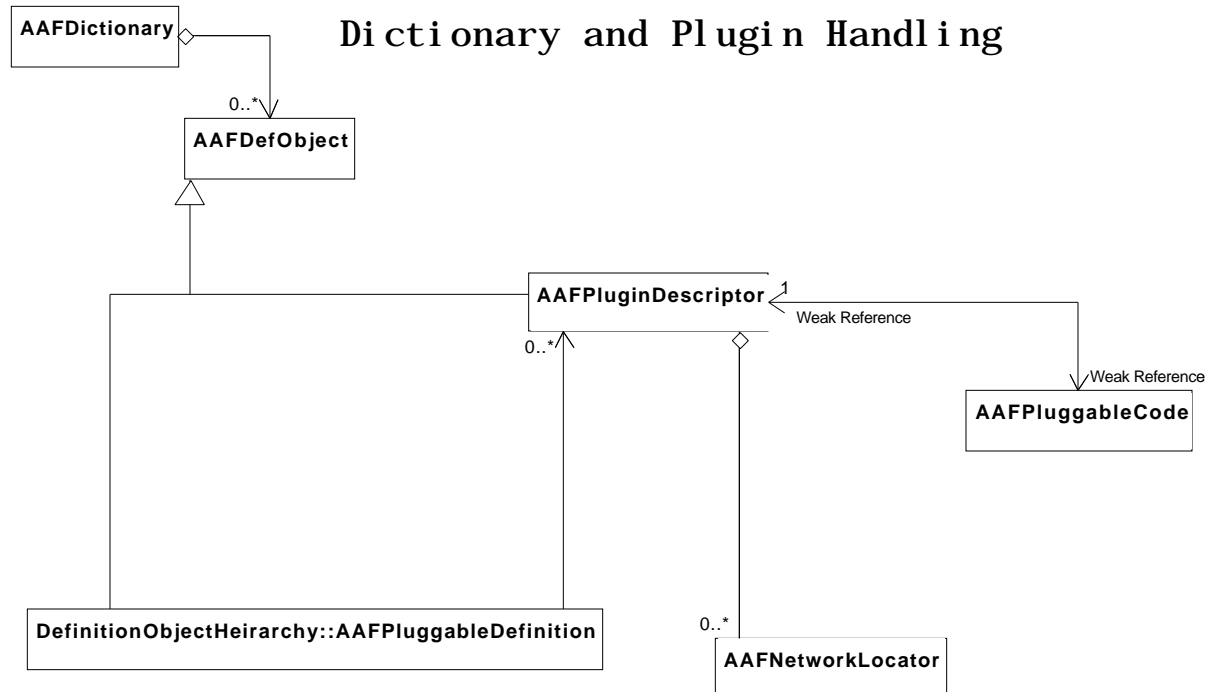 AAFDictionary
Dictionary and Plugin Handling
0..*
AAFDefObject
AAFPluginDescriptor
1
Weak Reference
0..*
Weak Reference
AAFPluggableCode
DefinitionObjectHeirarchy::AAFPluggableDefinition
0..*
AAFNetworkLocator